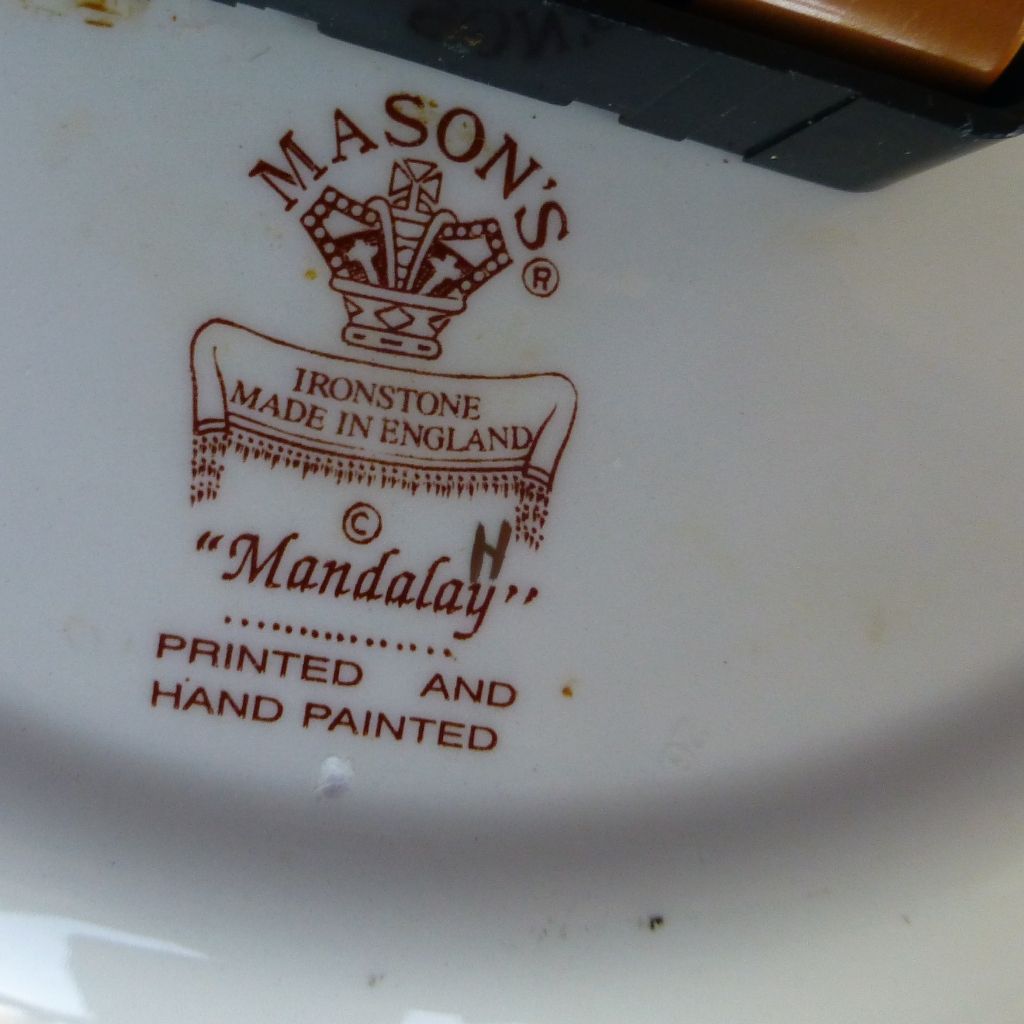 MASON'S ®
IRONSTONE
MADE IN ENGLAND
©
H
"Mandalay"
PRINTED AND
HAND PAINTED